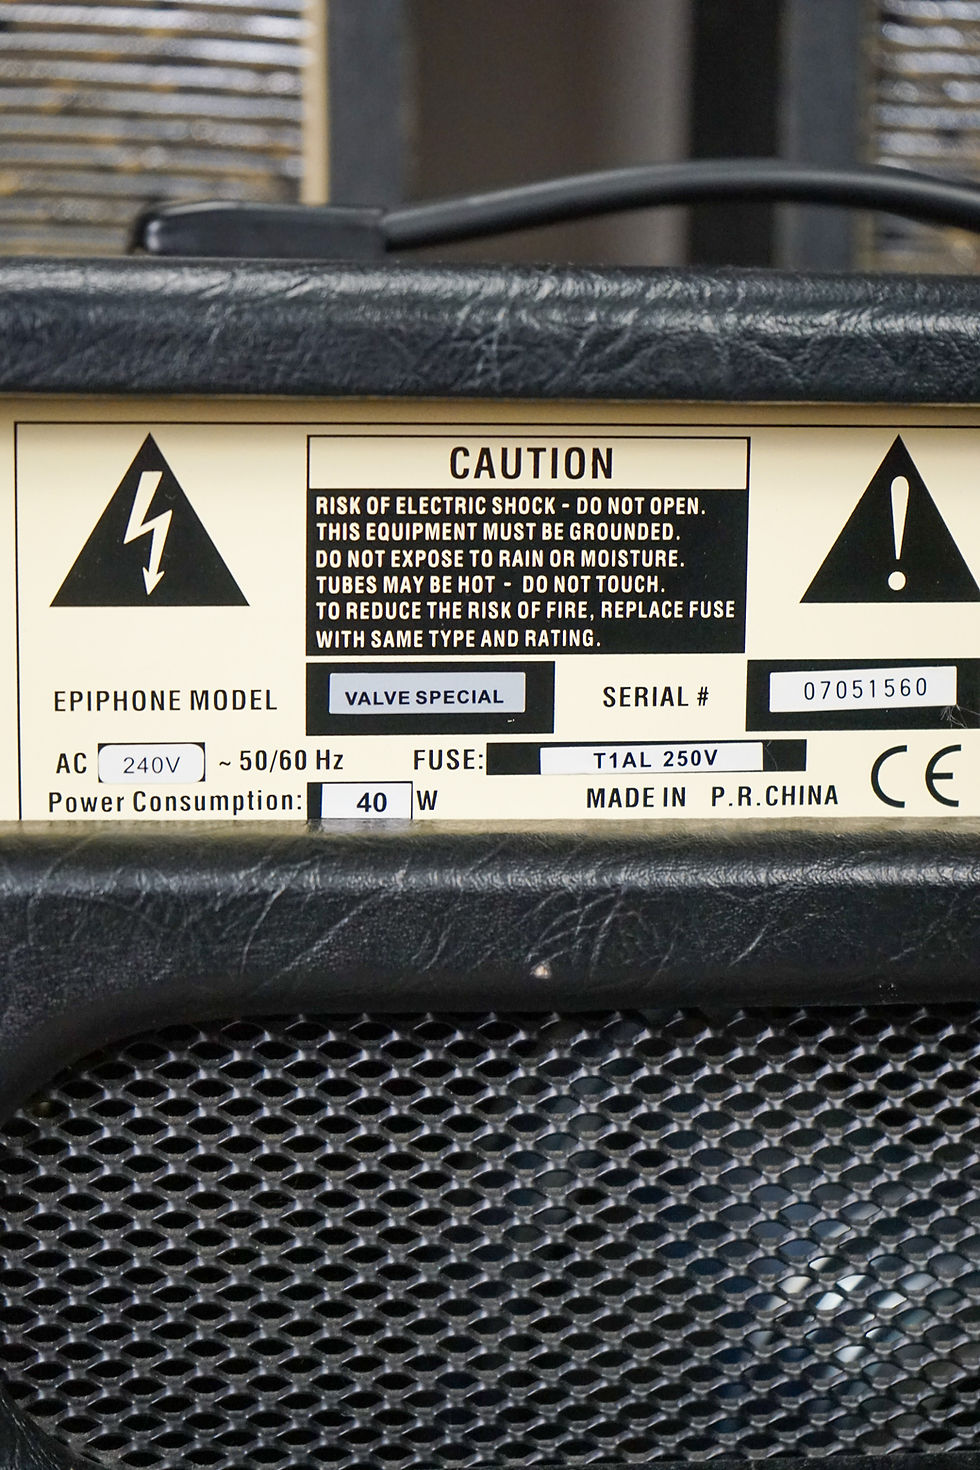 CAUTION
RISK OF ELECTRIC SHOCK - DO NOT OPEN.
THIS EQUIPMENT MUST BE GROUNDED.
DO NOT EXPOSE TO RAIN OR MOISTURE.
TUBES MAY BE HOT - DO NOT TOUCH.
TO REDUCE THE RISK OF FIRE, REPLACE FUSE
WITH SAME TYPE AND RATING.
EPIPHONE MODEL VALVE SPECIAL SERIAL # 07051560
AC 240V ~ 50/60 Hz FUSE: T1AL 250V
Power Consumption: 40 W MADE IN P.R.CHINA CE